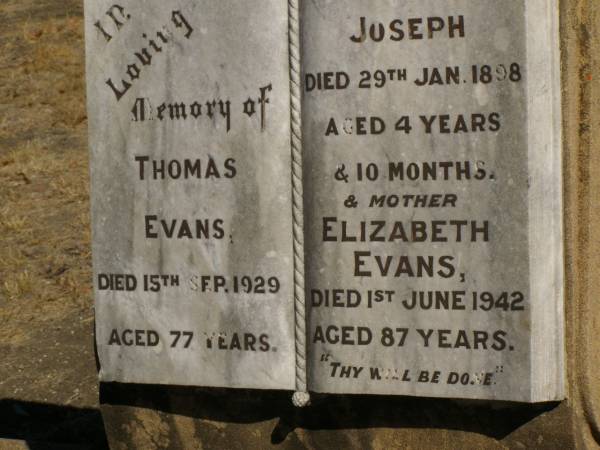 In
Loving
Memory of
THOMAS
EVANS,
DIED 15TH SEP. 1929
AGED 77 YEARS.
JOSEPH
DIED 29TH JAN. 1898
AGED 4 YEARS
& 10 MONTHS.
& MOTHER
ELIZABETH
EVANS,
DIED 1ST JUNE 1942
AGED 87 YEARS.
"THY WILL BE DONE."